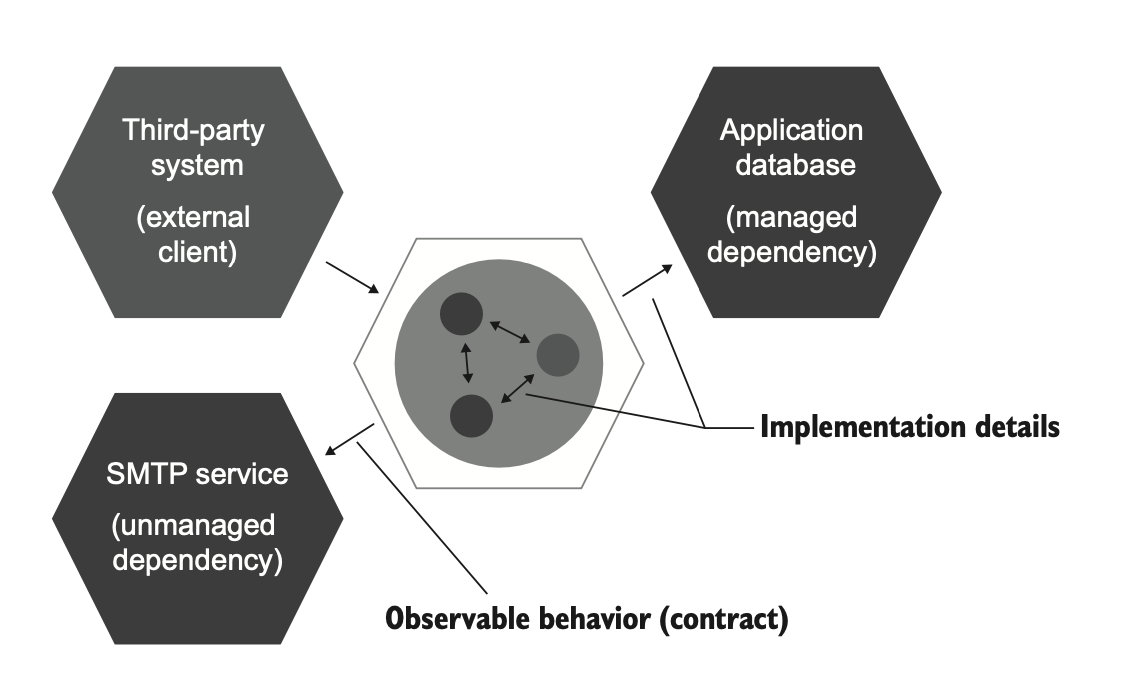 Third-party
system
(external
client)
Application
database
(managed
dependency)
Implementation details
SMTP service
(unmanaged
dependency)
Observable behavior (contract)